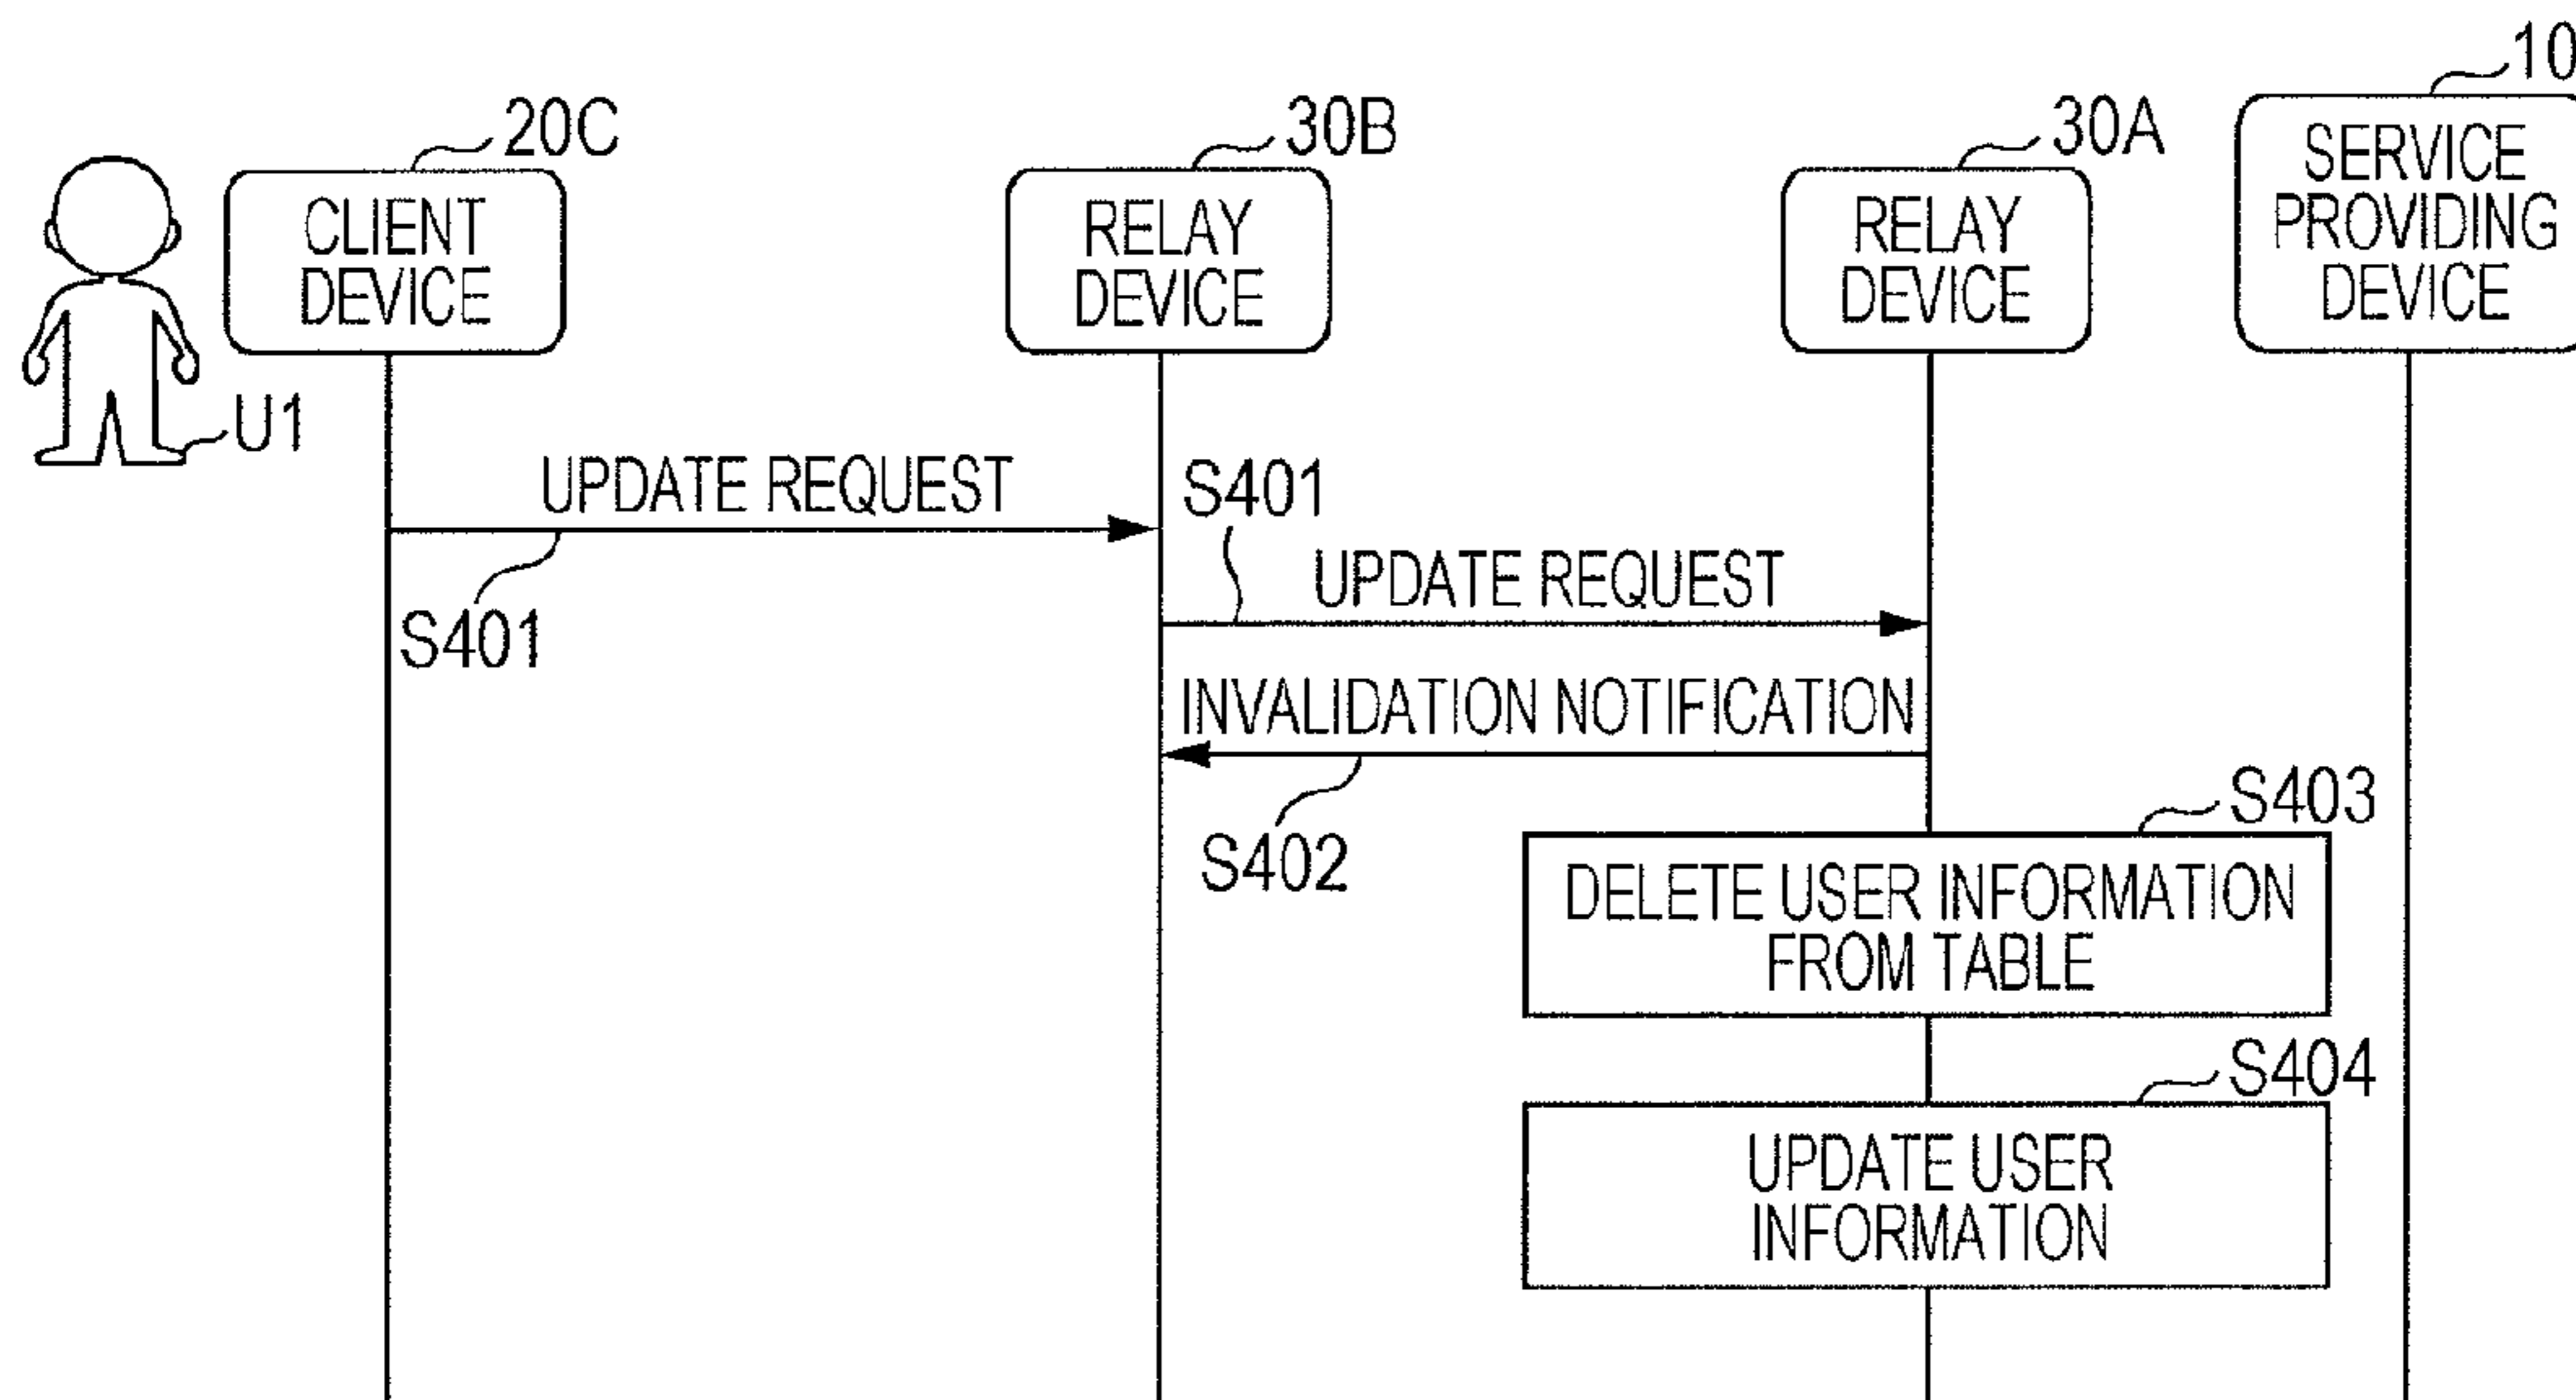 10
20C
30B
30A
CLIENT
DEVICE
RELAY
DEVICE
RELAY
DEVICE
SERVICE
PROVIDING
DEVICE
U1
UPDATE REQUEST
S401
S401
UPDATE REQUEST
INVALIDATION NOTIFICATION
S402
S403
DELETE USER INFORMATION
FROM TABLE
S404
UPDATE USER
INFORMATION